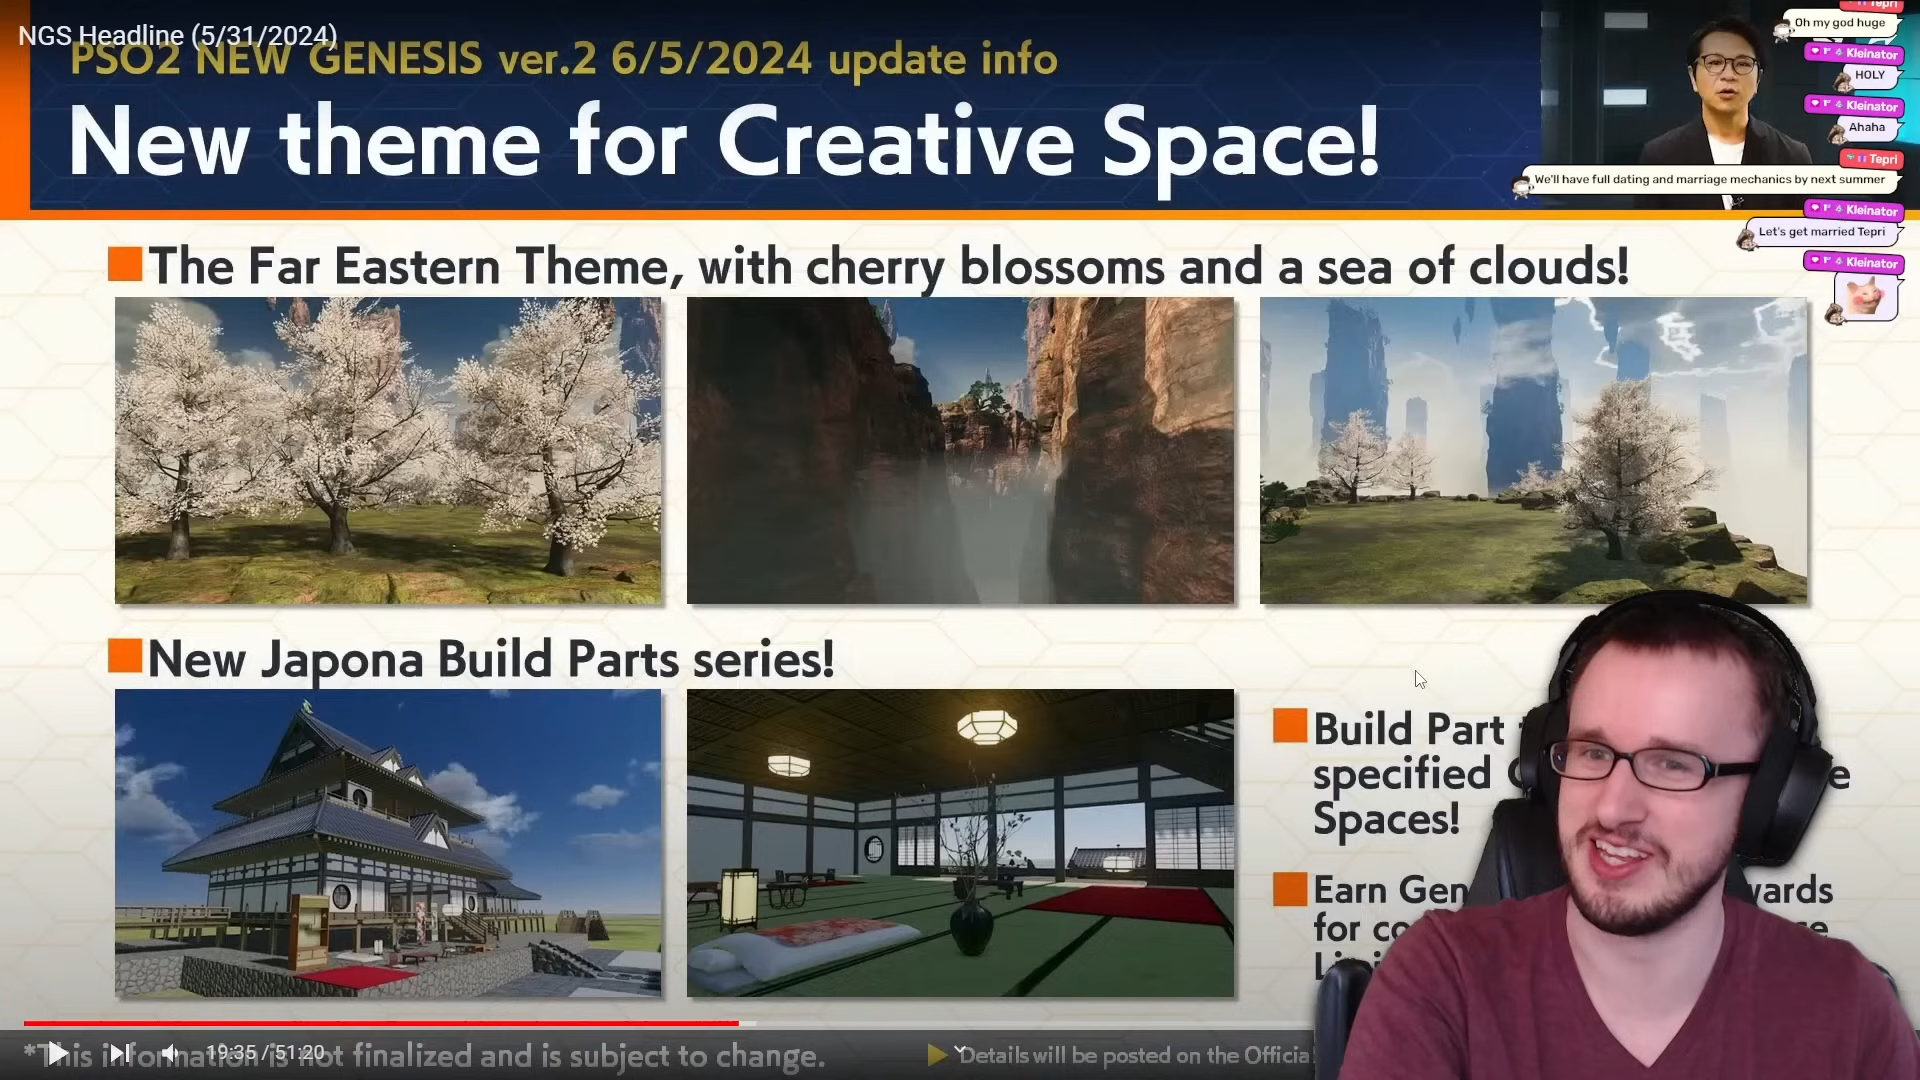 NGS Headline (5/31/2024)
PSO2 NEW GENESIS ver.2 6/5/2024 update info
New theme for Creative Space!
Tepri
Oh my god huge
Kleinator
HOLY
Kleinator
Ahaha
Tepri
We'll have full dating and marriage mechanics by next summer
Kleinator
Let's get married Tepri
Kleinator
The Far Eastern Theme, with cherry blossoms and a sea of clouds!
New Japona Build Parts series!
Build Part
specified
Spaces!
Earn Gen
for
19:35 / 51:20
*This information is not finalized and is subject to change.
Details will be posted on the Officia